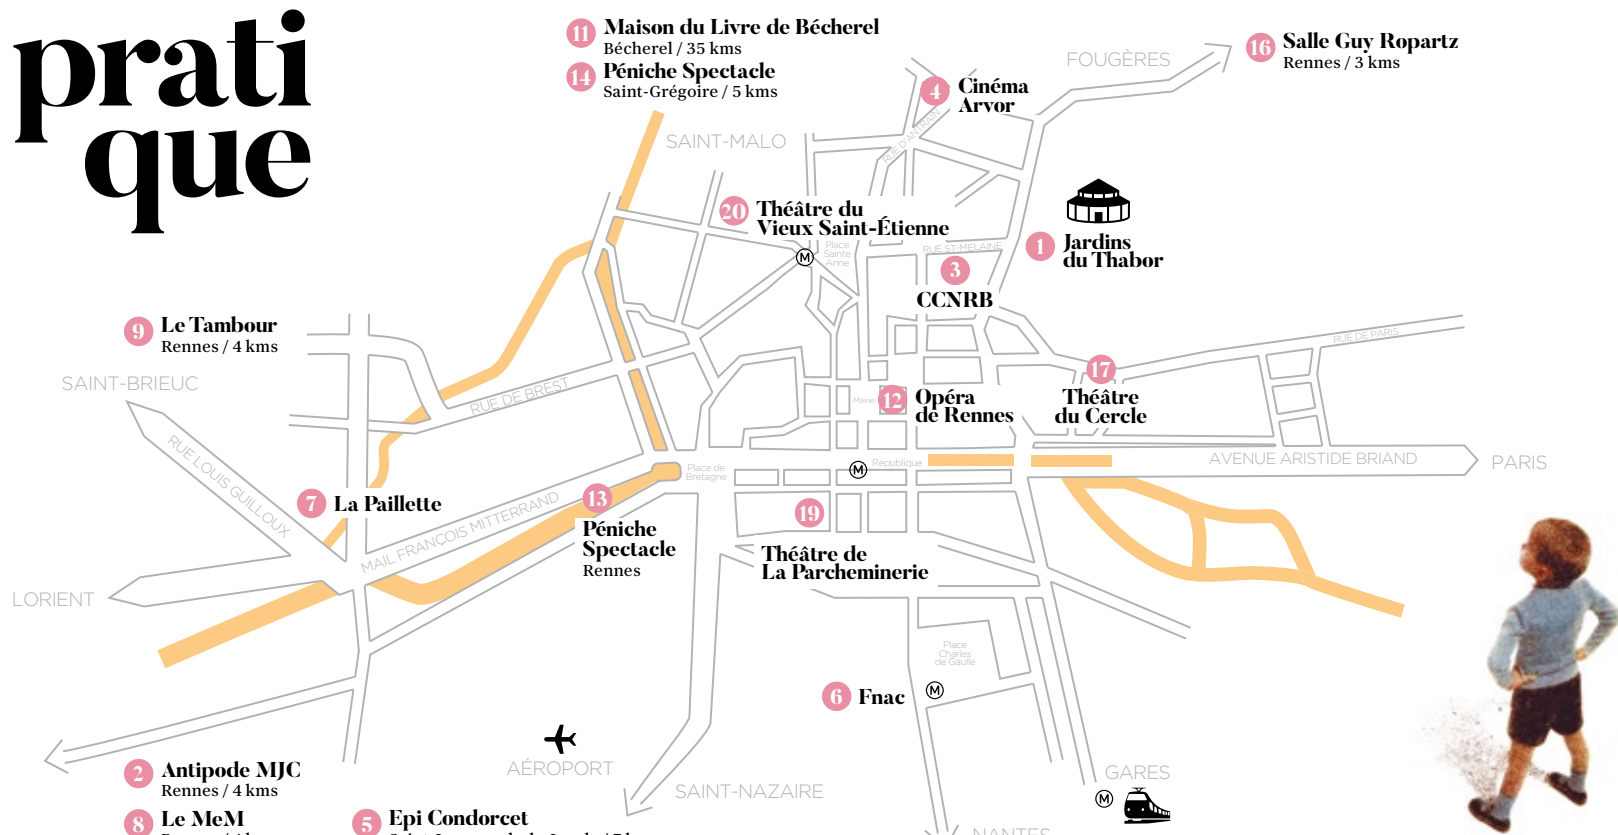 prati
que
11 Maison du Livre de Bécherel
Bécherel / 35 kms
14 Péniche Spectacle
Saint-Grégoire / 5 kms
FOUGÈRES
16 Salle Guy Ropartz
Rennes / 3 kms
4 Cinéma
Arvor
RUE D'ANTRAIN
SAINT-MALO
20 Théâtre du
Vieux Saint-Étienne
Place
Sainte
Anne
M
RUE ST-MELAINE
1 Jardins
du Thabor
3
CCNRB
9 Le Tambour
Rennes / 4 kms
SAINT-BRIEUC
RUE DE BREST
RUE DE PARIS
17
Théâtre
du Cercle
Mairie
12 Opéra
de Rennes
RUE LOUIS GUILLOUX
Place de
Bretagne
M
République
AVENUE ARISTIDE BRIAND
PARIS
7 La Paillette
MAIL FRANÇOIS MITTERRAND
13
Péniche
Spectacle
Rennes
19
Théâtre de
La Parcheminerie
LORIENT
Place
Charles
de Gaulle
6 Fnac
M
AÉROPORT
SAINT-NAZAIRE
GARES
M
2 Antipode MJC
Rennes / 4 kms
8 Le MeM
5 Epi Condorcet
NANTES